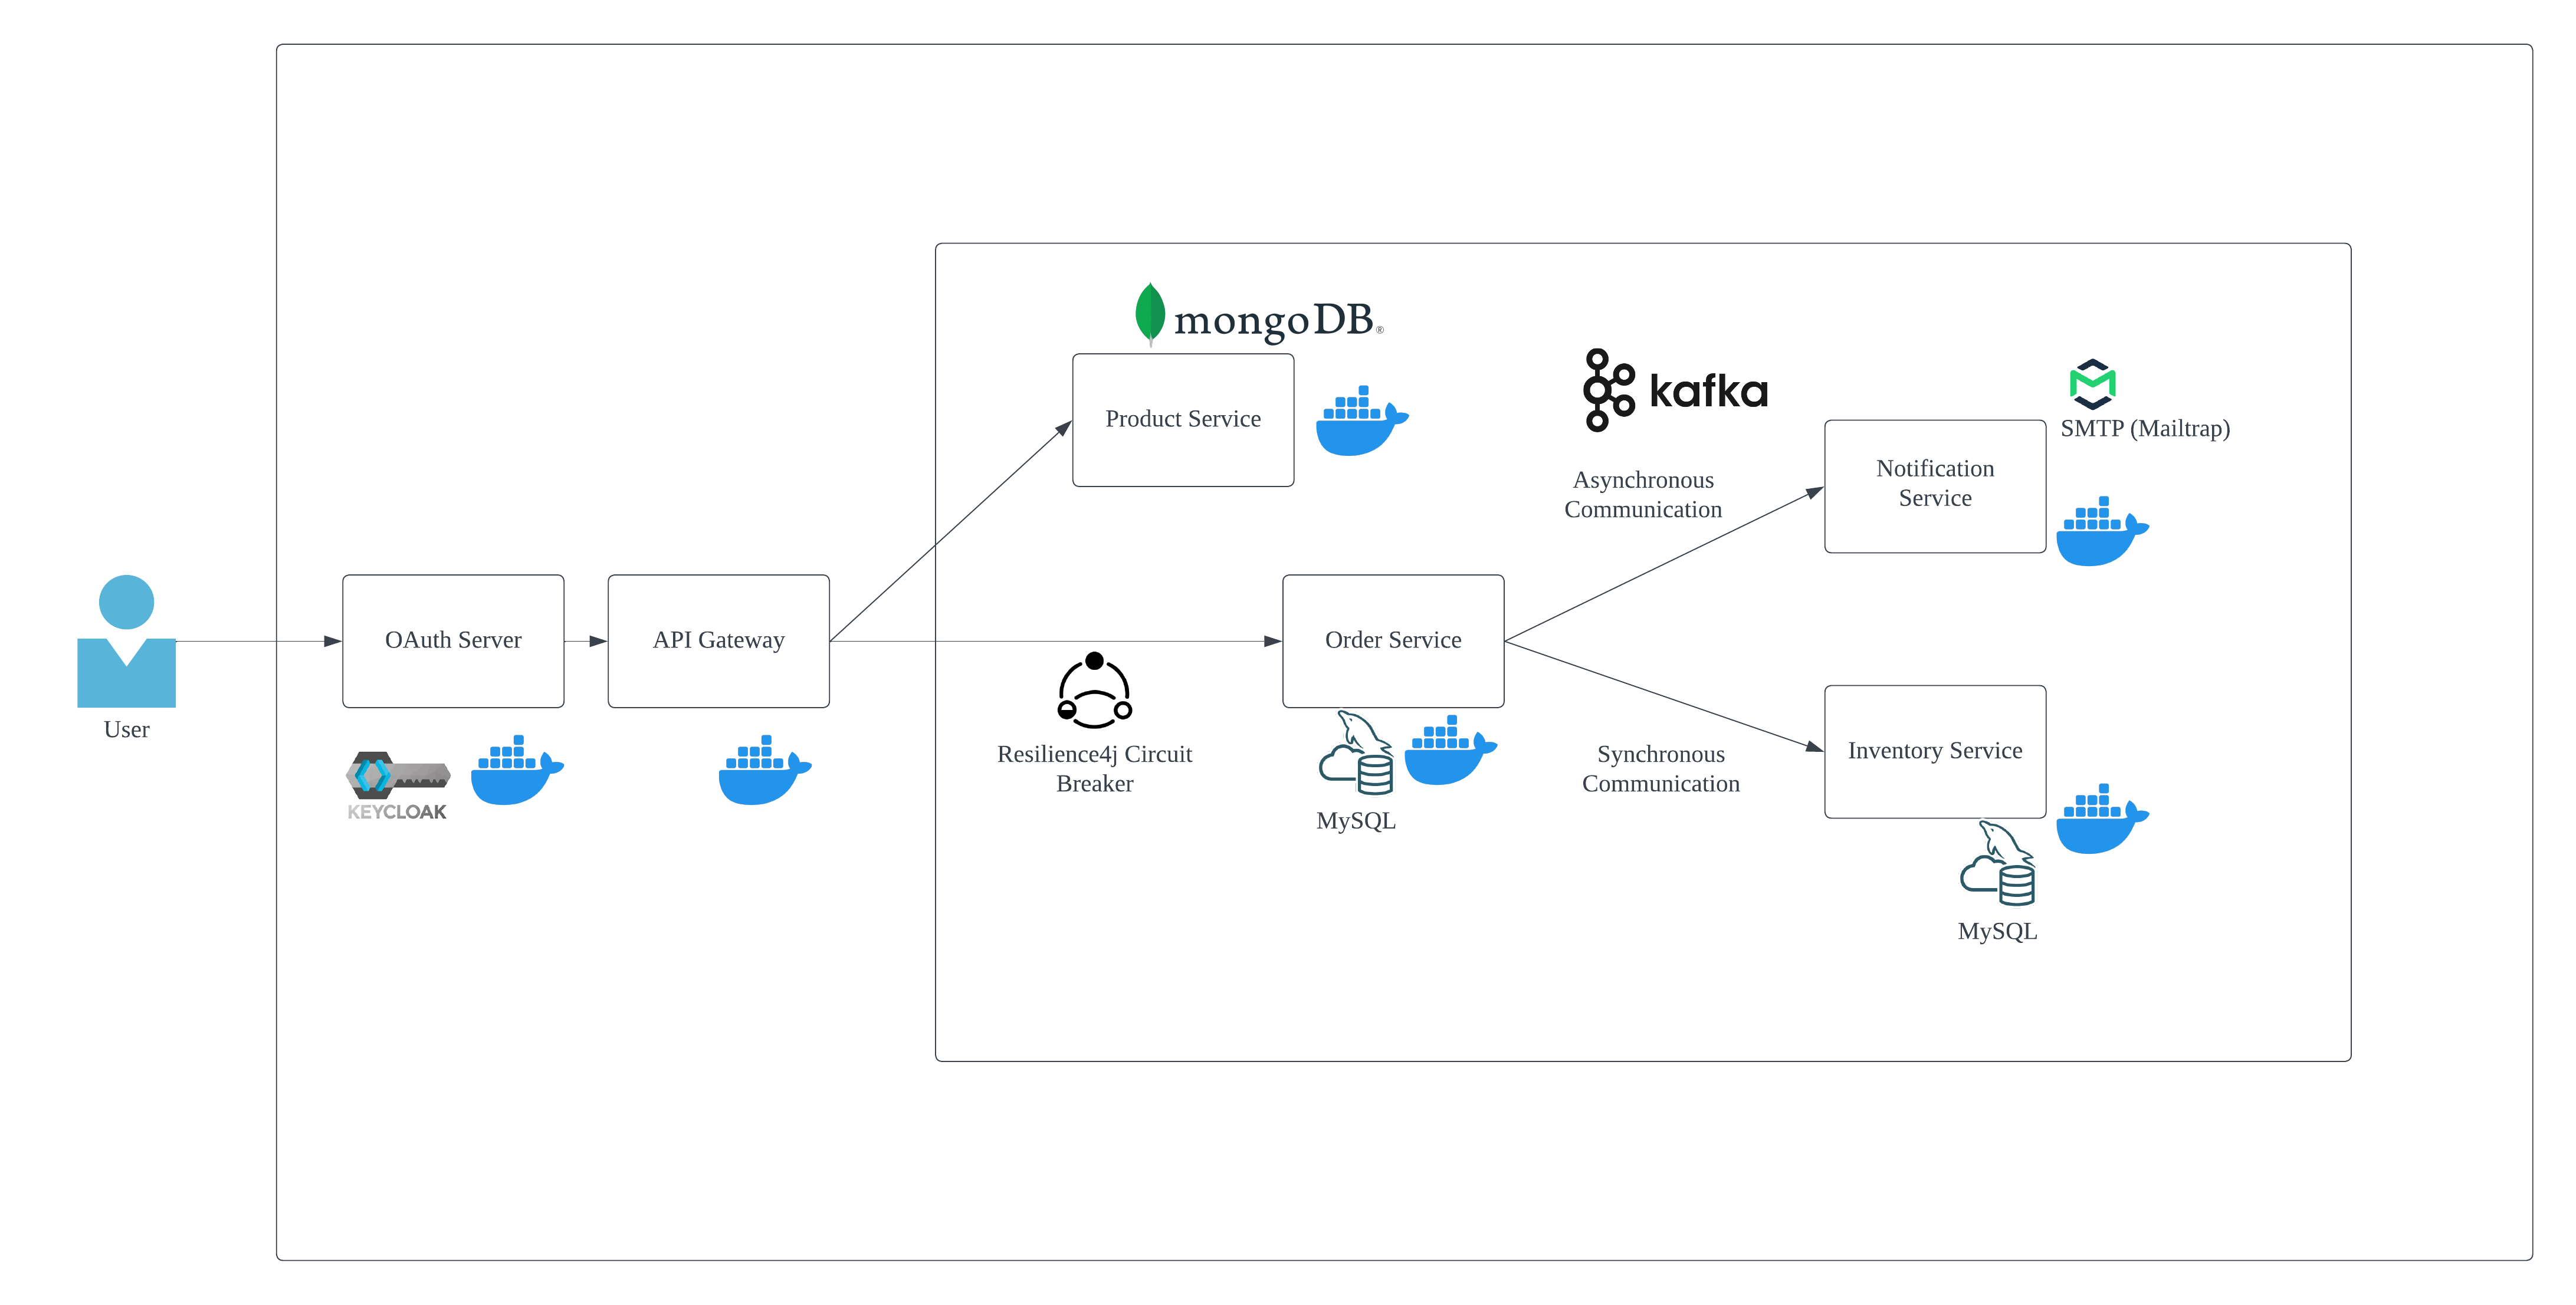 mongoDB®
Product Service
kafka
SMTP (Mailtrap)
Notification
Service
Asynchronous
Communication
OAuth Server
API Gateway
Order Service
User
KEYCLOAK
Resilience4j Circuit
Breaker
MySQL
Synchronous
Communication
Inventory Service
MySQL